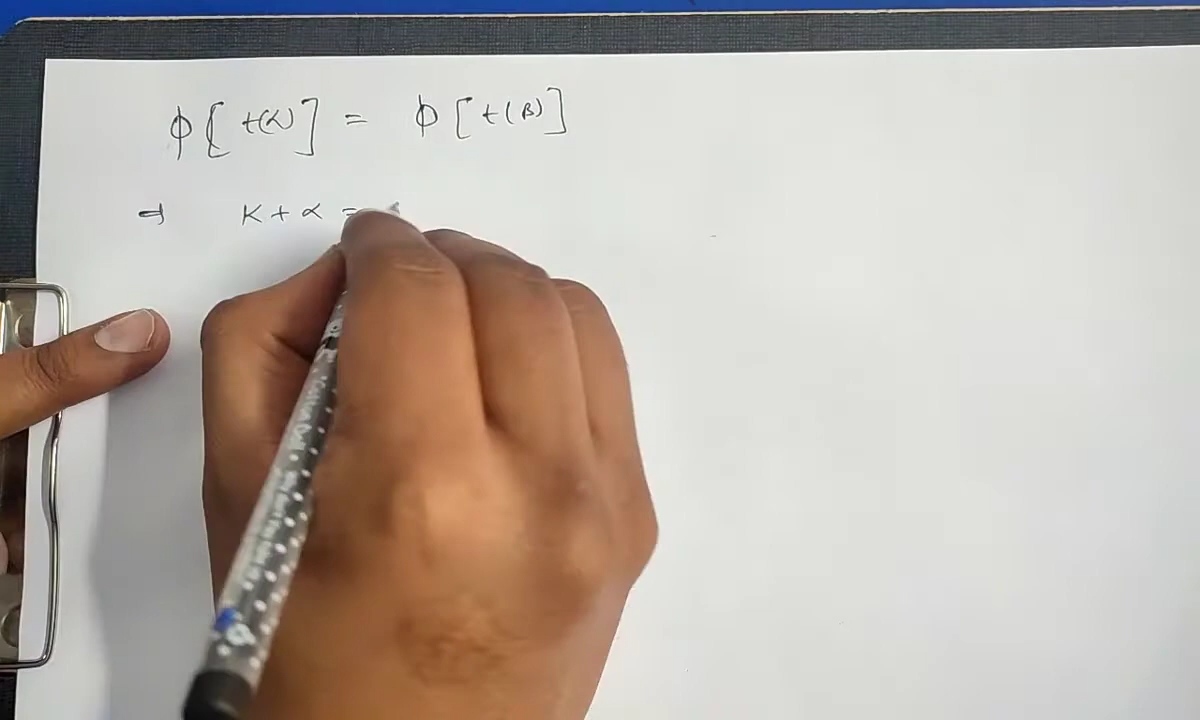 ϕ[t(α)] = ϕ[t(β)]
⇒ K + α =